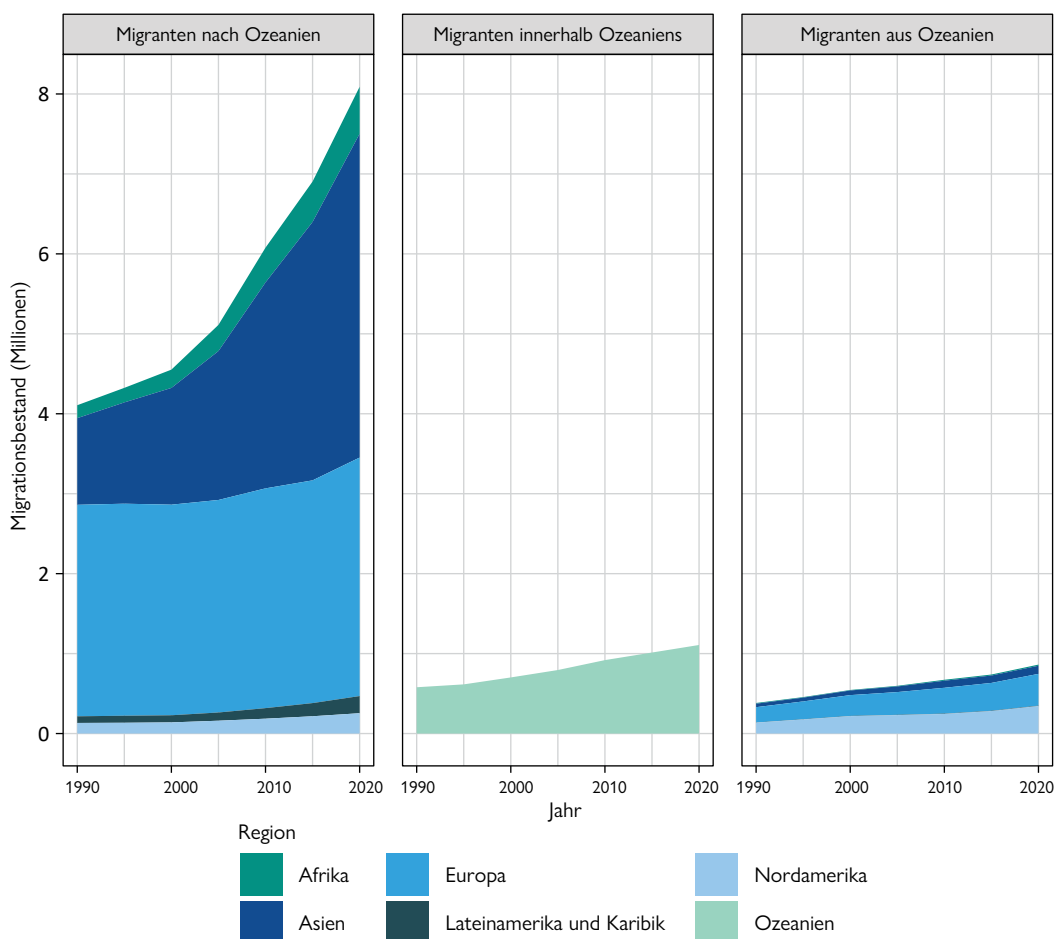 Migranten nach Ozeanien
Migranten innerhalb Ozeaniens
Migranten aus Ozeanien
Migrationsbestand (Millionen)
8
6
4
2
0
1990 2000 2010 2020
1990 2000 2010 2020
1990 2000 2010 2020
Jahr
Region
Afrika
Europa
Nordamerika
Asien
Lateinamerika und Karibik
Ozeanien